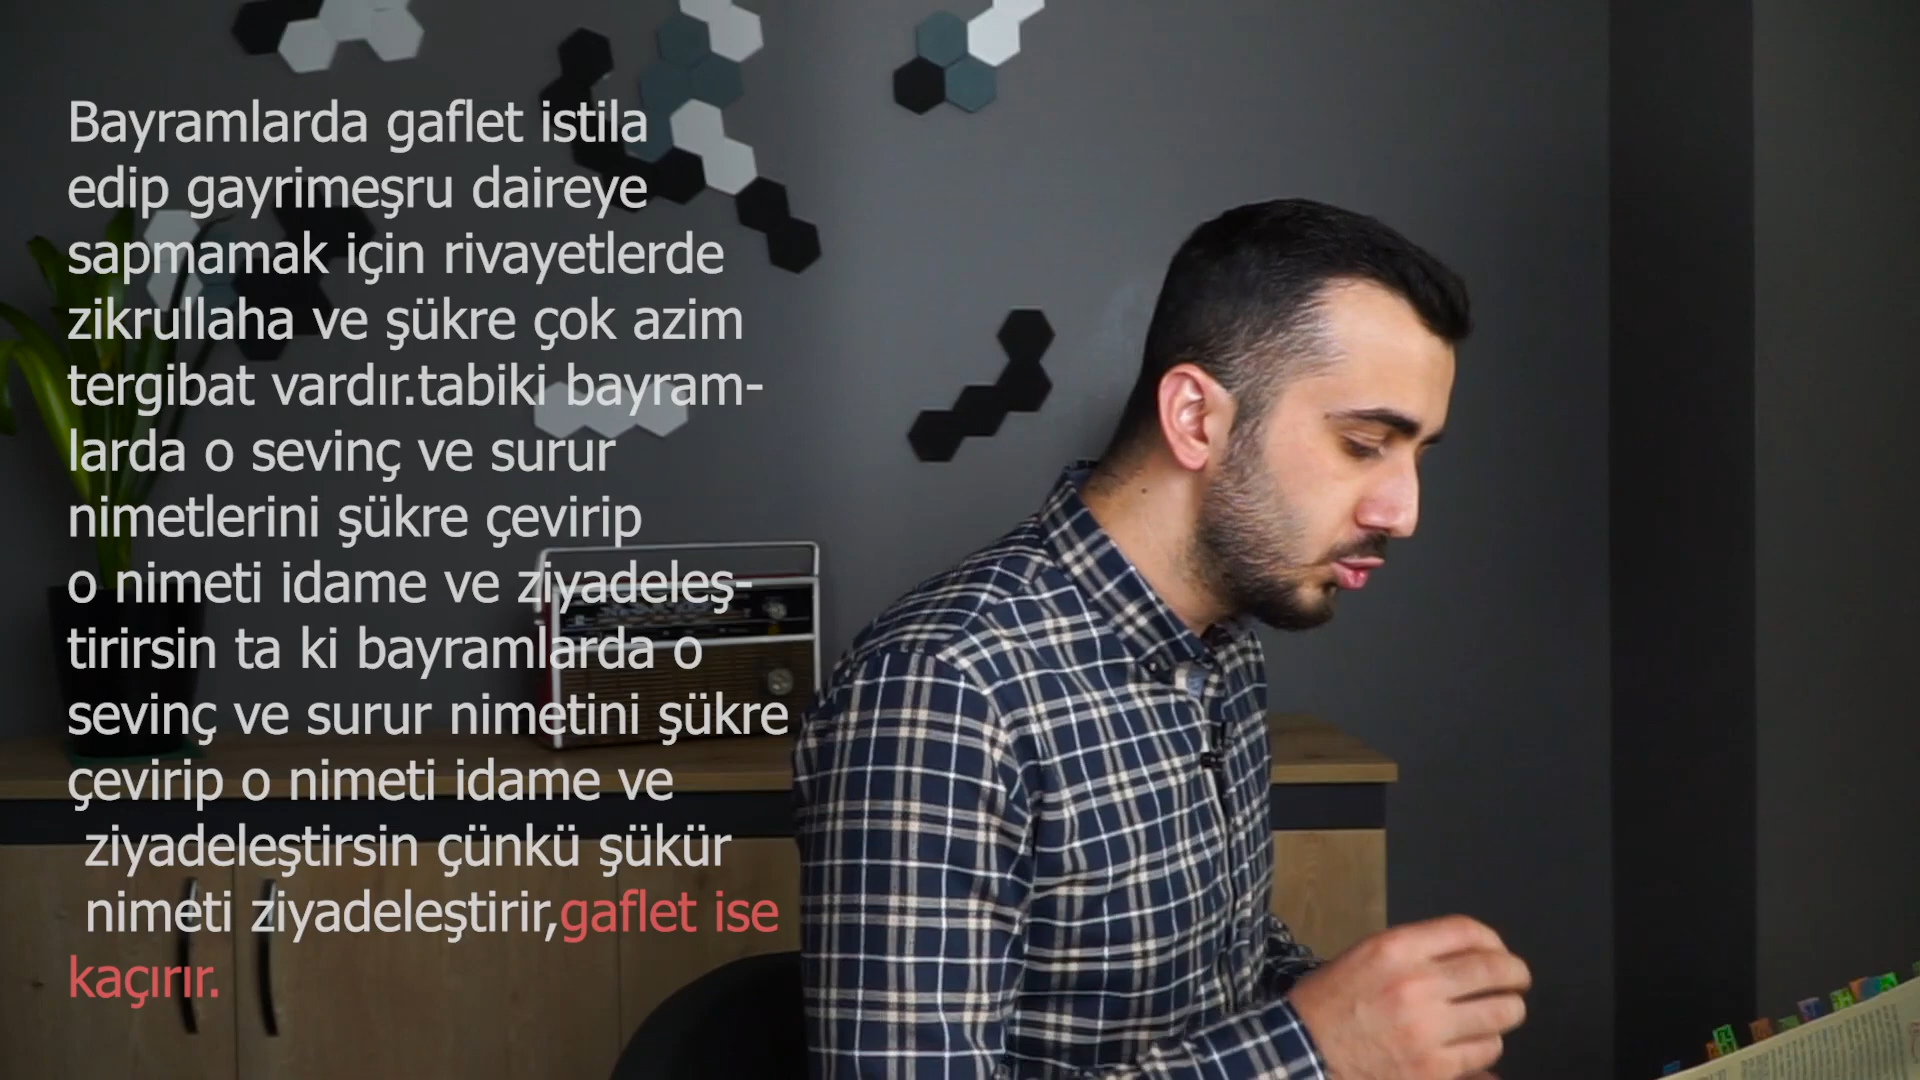 Bayramlarda gaflet istila
edip gayrimeşru daireye
sapmamak için rivayetlerde
zikrullaha ve şükre çok azim
tergibat vardır.tabiki bayram-
larda o sevinç ve surur
nimetlerini şükre çevirip
o nimeti idame ve ziyadeleş-
tirirsin ta ki bayramlarda o
sevinç ve surur nimetini şükre
çevirip o nimeti idame ve
ziyadeleştirsin çünkü şükür
nimeti ziyadeleştirir,gaflet ise
kaçırır.